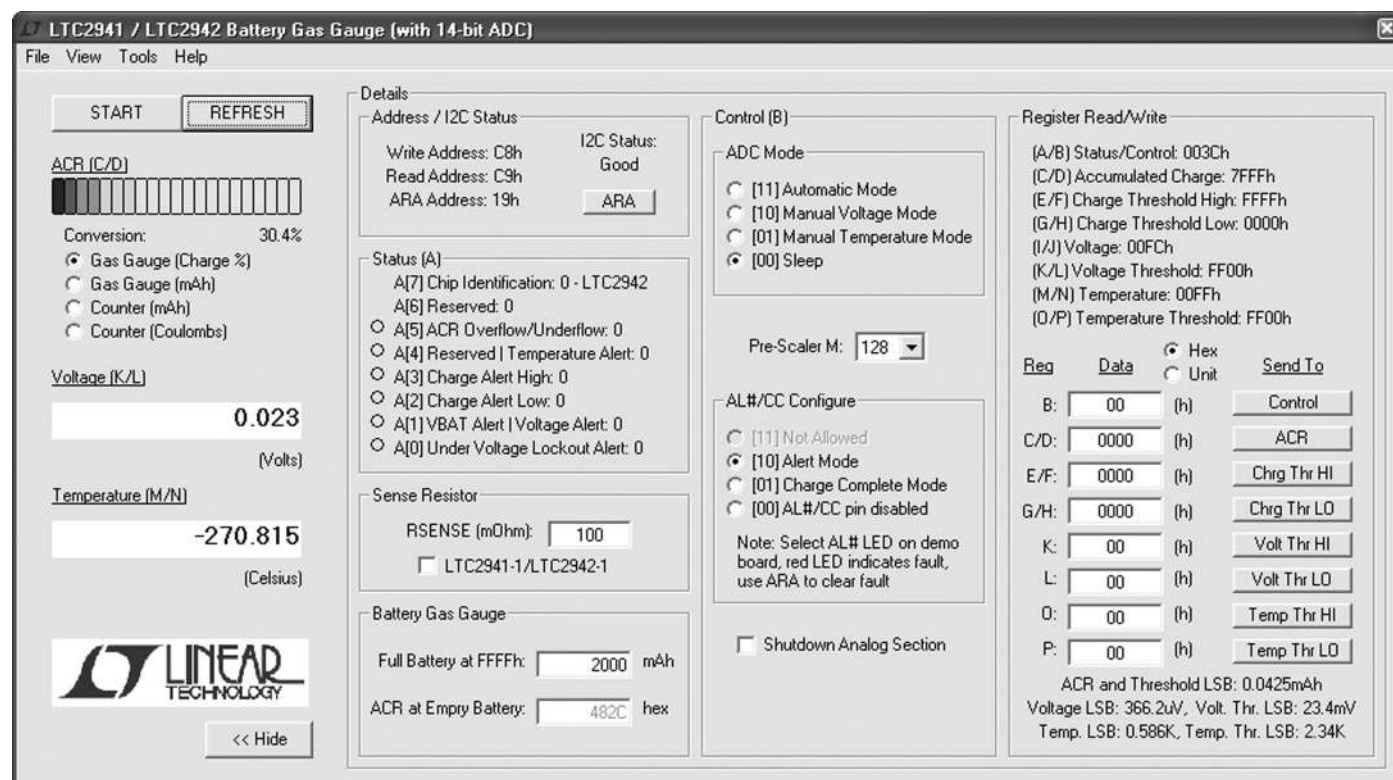 LTC2941 / LTC2942 Battery Gas Gauge (with 14-bit ADC)
File View Tools Help
START REFRESH
ACR (C/D)
Conversion: 30.4%
Gas Gauge (Charge %)
Gas Gauge (mAh)
Counter (mAh)
Counter (Coulombs)
Voltage (K/L)
0.023
(Volts)
Temperature (M/N)
-270.815
(Celsius)
LINEAR
TECHNOLOGY
<< Hide
Details
Address / I2C Status
Write Address: C8h
Read Address: C9h
ARA Address: 19h
I2C Status:
Good
ARA
Status (A)
A[7] Chip Identification: 0 - LTC2942
A[6] Reserved: 0
A[5] ACR Overflow/Underflow: 0
A[4] Reserved | Temperature Alert: 0
A[3] Charge Alert High: 0
A[2] Charge Alert Low: 0
A[1] VBAT Alert | Voltage Alert: 0
A[0] Under Voltage Lockout Alert: 0
Sense Resistor
RSENSE (mOhm): 100
LTC2941-1/LTC2942-1
Battery Gas Gauge
Full Battery at FFFFh: 2000 mAh
ACR at Empry Battery: 482C hex
Control (B)
ADC Mode
[11] Automatic Mode
[10] Manual Voltage Mode
[01] Manual Temperature Mode
[00] Sleep
Pre-Scaler M: 128
AL#/CC Configure
[11] Not Allowed
[10] Alert Mode
[01] Charge Complete Mode
[00] AL#/CC pin disabled
Note: Select AL# LED on demo
board, red LED indicates fault,
use ARA to clear fault
Shutdown Analog Section
Register Read/Write
(A/B) Status/Control: 003Ch
(C/D) Accumulated Charge: 7FFFh
(E/F) Charge Threshold High: FFFFh
(G/H) Charge Threshold Low: 0000h
(I/J) Voltage: 00FCh
(K/L) Voltage Threshold: FF00h
(M/N) Temperature: 00FFh
(O/P) Temperature Threshold: FF00h
Hex
Unit
Reg Data Send To
B: 00 (h) Control
C/D: 0000 (h) ACR
E/F: 0000 (h) Chrg Thr HI
G/H: 0000 (h) Chrg Thr LO
K: 00 (h) Volt Thr HI
L: 00 (h) Volt Thr LO
O: 00 (h) Temp Thr HI
P: 00 (h) Temp Thr LO
ACR and Threshold LSB: 0.0425mAh
Voltage LSB: 366.2uV, Volt. Thr. LSB: 23.4mV
Temp. LSB: 0.586K, Temp. Thr. LSB: 2.34K